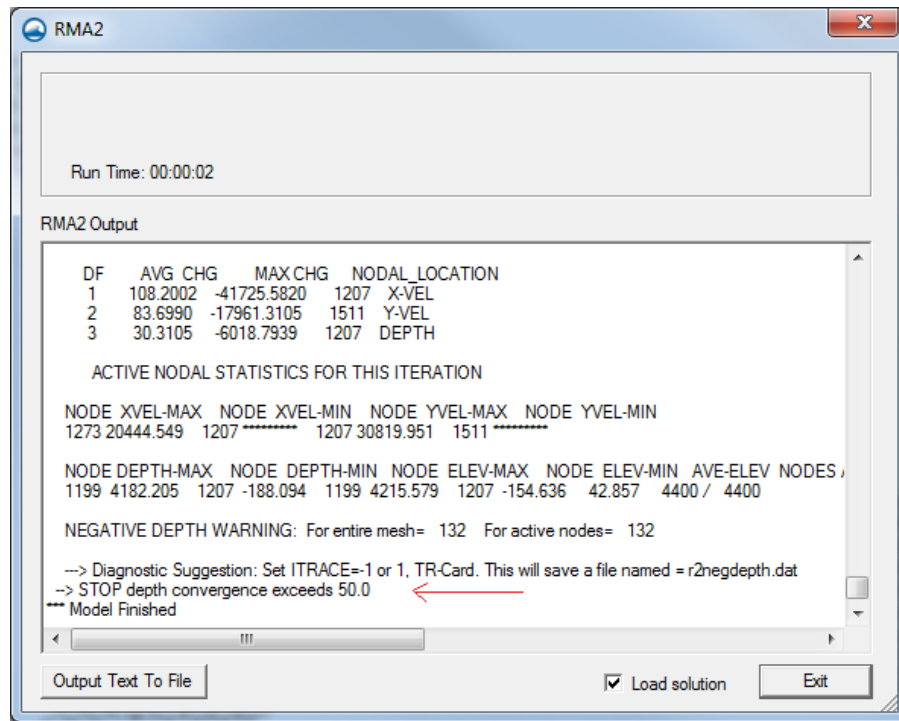 RMA2
Run Time: 00:00:02
RMA2 Output
DF AVG CHG MAX CHG NODAL_LOCATION
1 108.2002 -41725.5820 1207 X-VEL
2 83.6990 -17961.3105 1511 Y-VEL
3 30.3105 -6018.7939 1207 DEPTH
ACTIVE NODAL STATISTICS FOR THIS ITERATION
NODE XVEL-MAX NODE XVEL-MIN NODE YVEL-MAX NODE YVEL-MIN
1273 20444.549 1207 ********* 1207 30819.951 1511 *********
NODE DEPTH-MAX NODE DEPTH-MIN NODE ELEV-MAX NODE ELEV-MIN AVE-ELEV NODES
1199 4182.205 1207 -188.094 1199 4215.579 1207 -154.636 42.857 4400 / 4400
NEGATIVE DEPTH WARNING: For entire mesh= 132 For active nodes= 132
---> Diagnostic Suggestion: Set ITRACE=-1 or 1, TR-Card. This will save a file named = r2negdepth.dat
--> STOP depth convergence exceeds 50.0
*** Model Finished
Output Text To File
Load solution
Exit